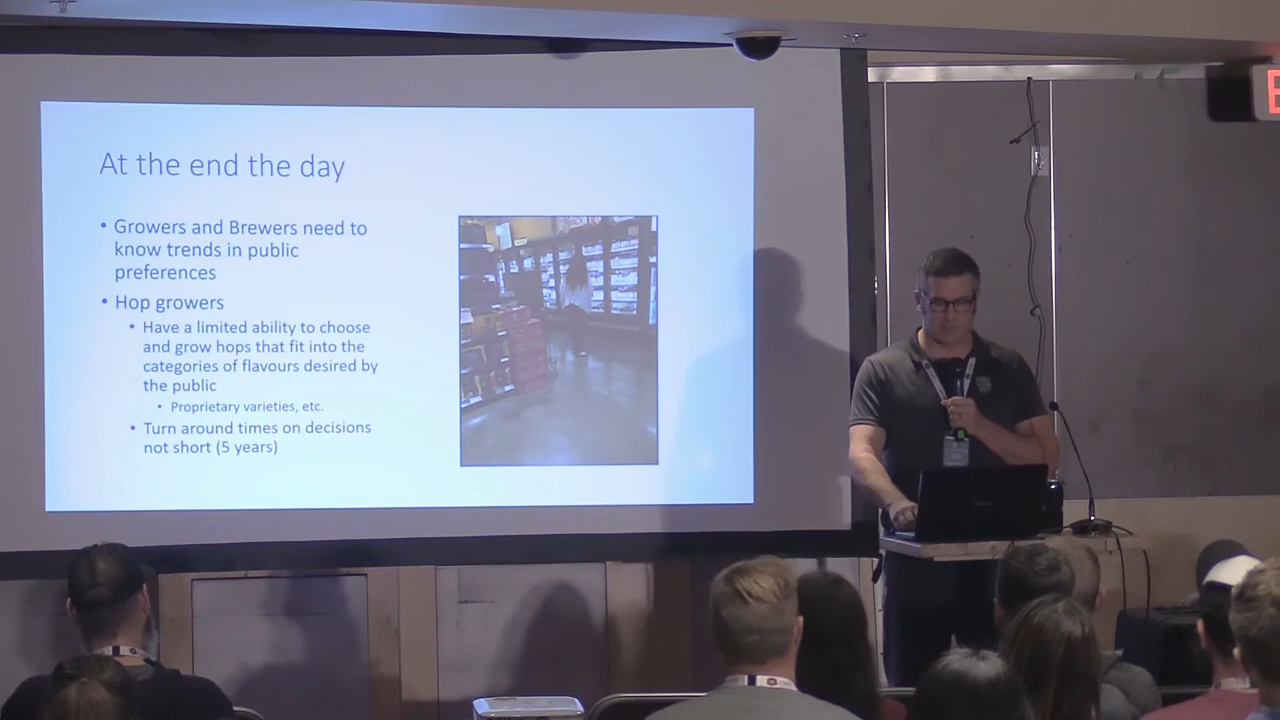 At the end the day
• Growers and Brewers need to
know trends in public
preferences
• Hop growers
• Have a limited ability to choose
and grow hops that fit into the
categories of flavours desired by
the public
• Proprietary varieties, etc.
• Turn around times on decisions
not short (5 years)
E